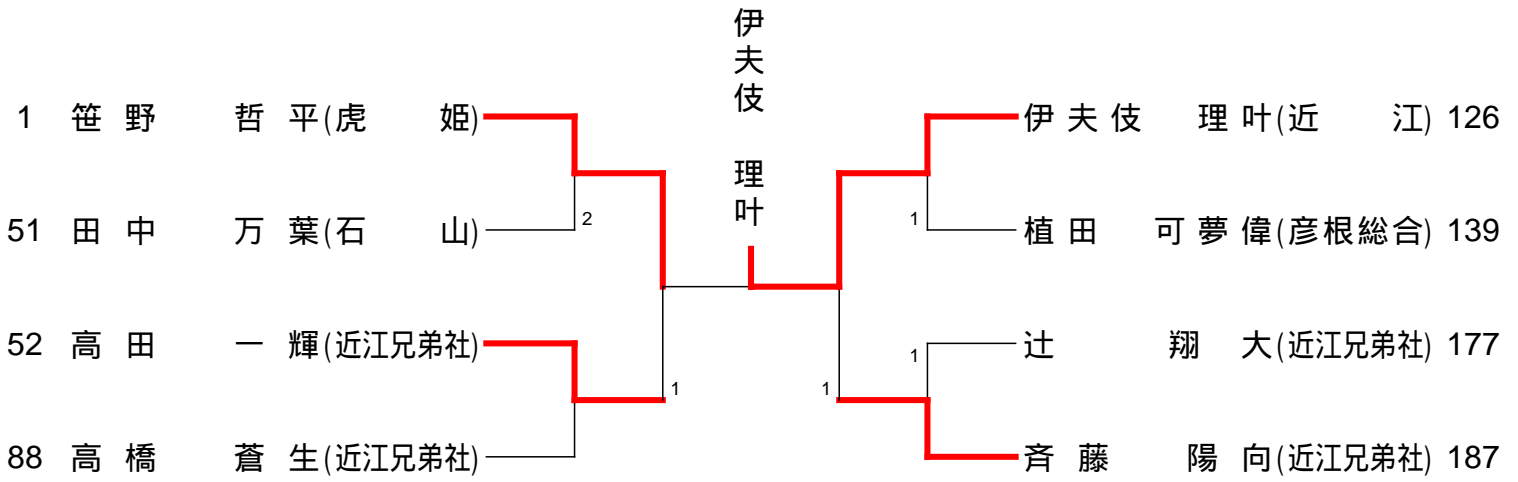 伊夫伎 理叶
1 笹野 哲平(虎姫)
51 田中 万葉(石山)
2
52 高田 一輝(近江兄弟社)
88 高橋 蒼生(近江兄弟社)
1
伊夫伎 理叶(近江) 126
1
植田 可夢偉(彦根総合) 139
1
辻 翔大(近江兄弟社) 177
1
斉藤 陽向(近江兄弟社) 187